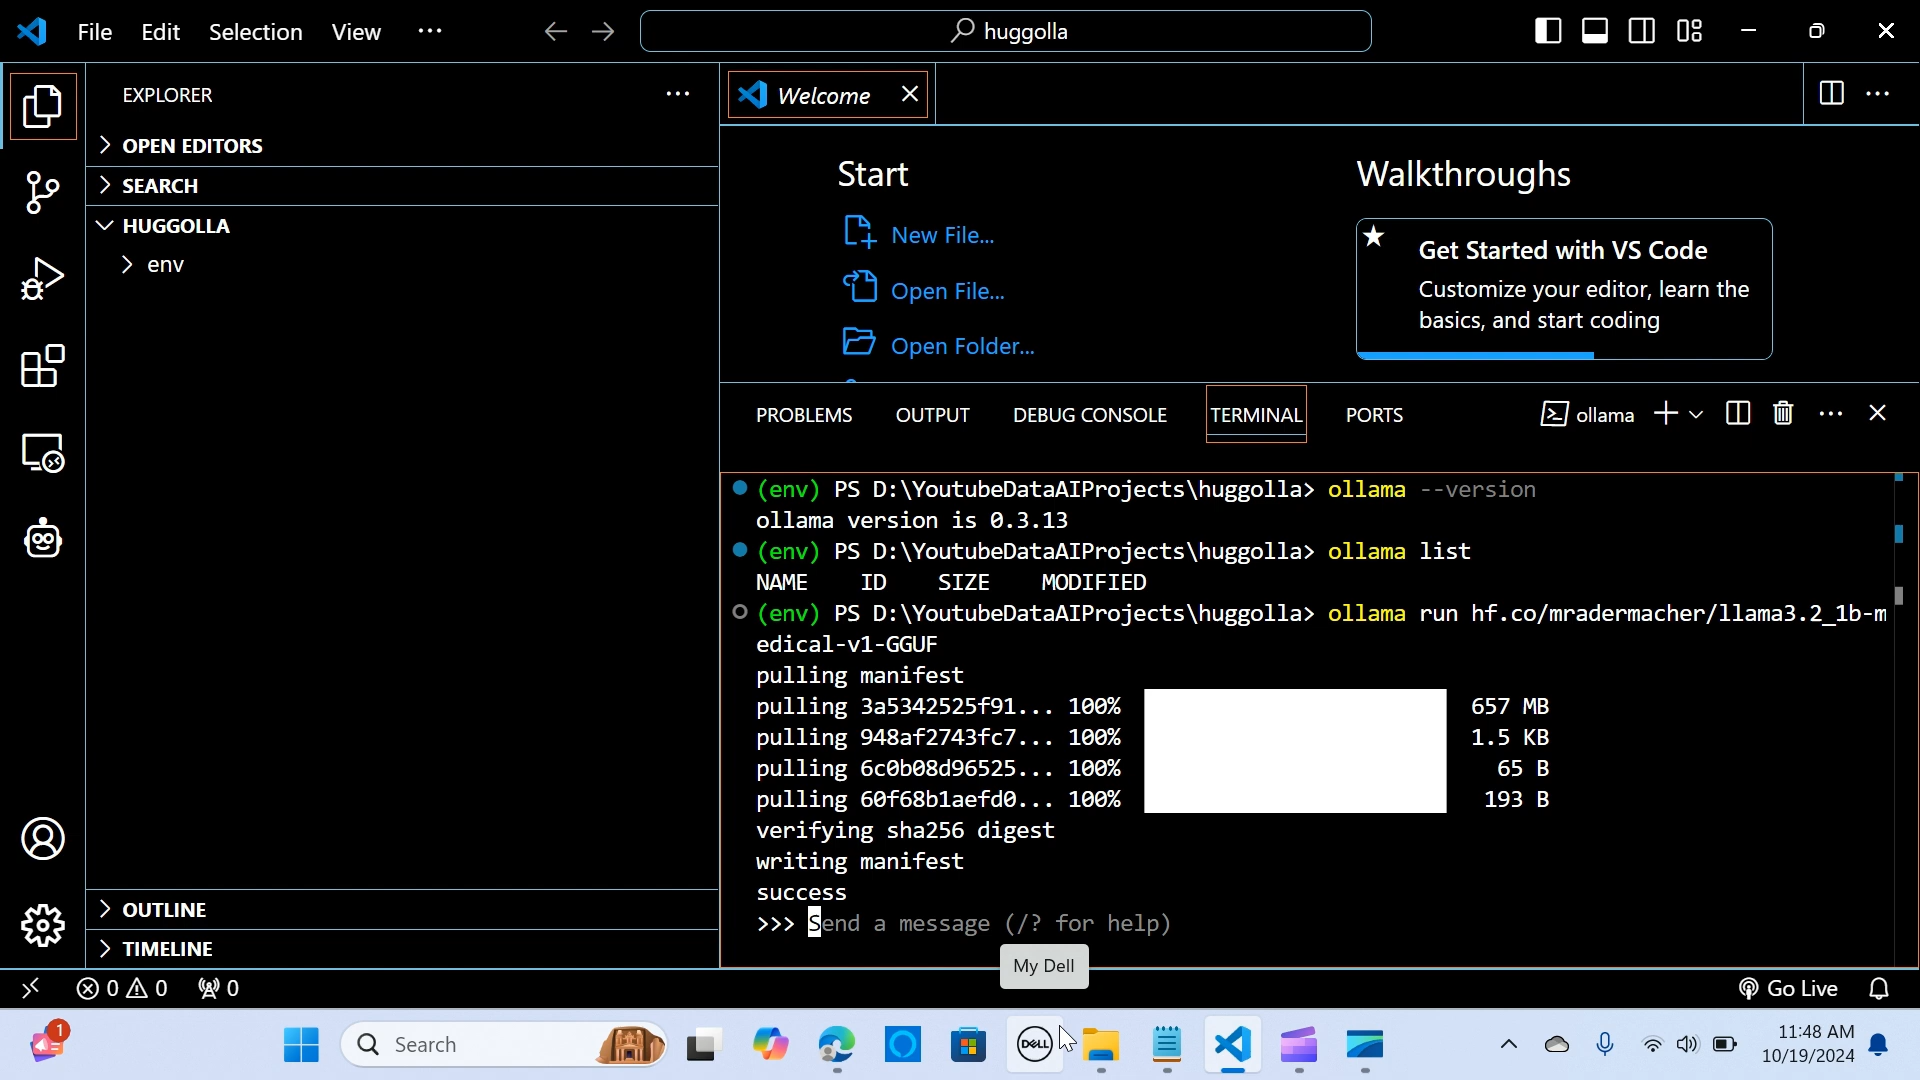 File Edit Selection View ··· huggolla
EXPLORER ···
OPEN EDITORS
SEARCH
HUGGOLLA
env
OUTLINE
TIMELINE
Welcome
Start
New File...
Open File...
Open Folder...
Walkthroughs
Get Started with VS Code
Customize your editor, learn the
basics, and start coding
PROBLEMS OUTPUT DEBUG CONSOLE TERMINAL PORTS ollama
(env) PS D:\YoutubeDataAIProjects\huggolla> ollama --version
ollama version is 0.3.13
(env) PS D:\YoutubeDataAIProjects\huggolla> ollama list
NAME ID SIZE MODIFIED
(env) PS D:\YoutubeDataAIProjects\huggolla> ollama run hf.co/mradermacher/llama3.2_1b-m
edical-v1-GGUF
pulling manifest
pulling 3a5342525f91... 100% 657 MB
pulling 948af2743fc7... 100% 1.5 KB
pulling 6c0b08d96525... 100% 65 B
pulling 60f68b1aefd0... 100% 193 B
verifying sha256 digest
writing manifest
success
>>> Send a message (/? for help)
My Dell
0 0 0 Go Live
1 Search DELL 11:48 AM
10/19/2024